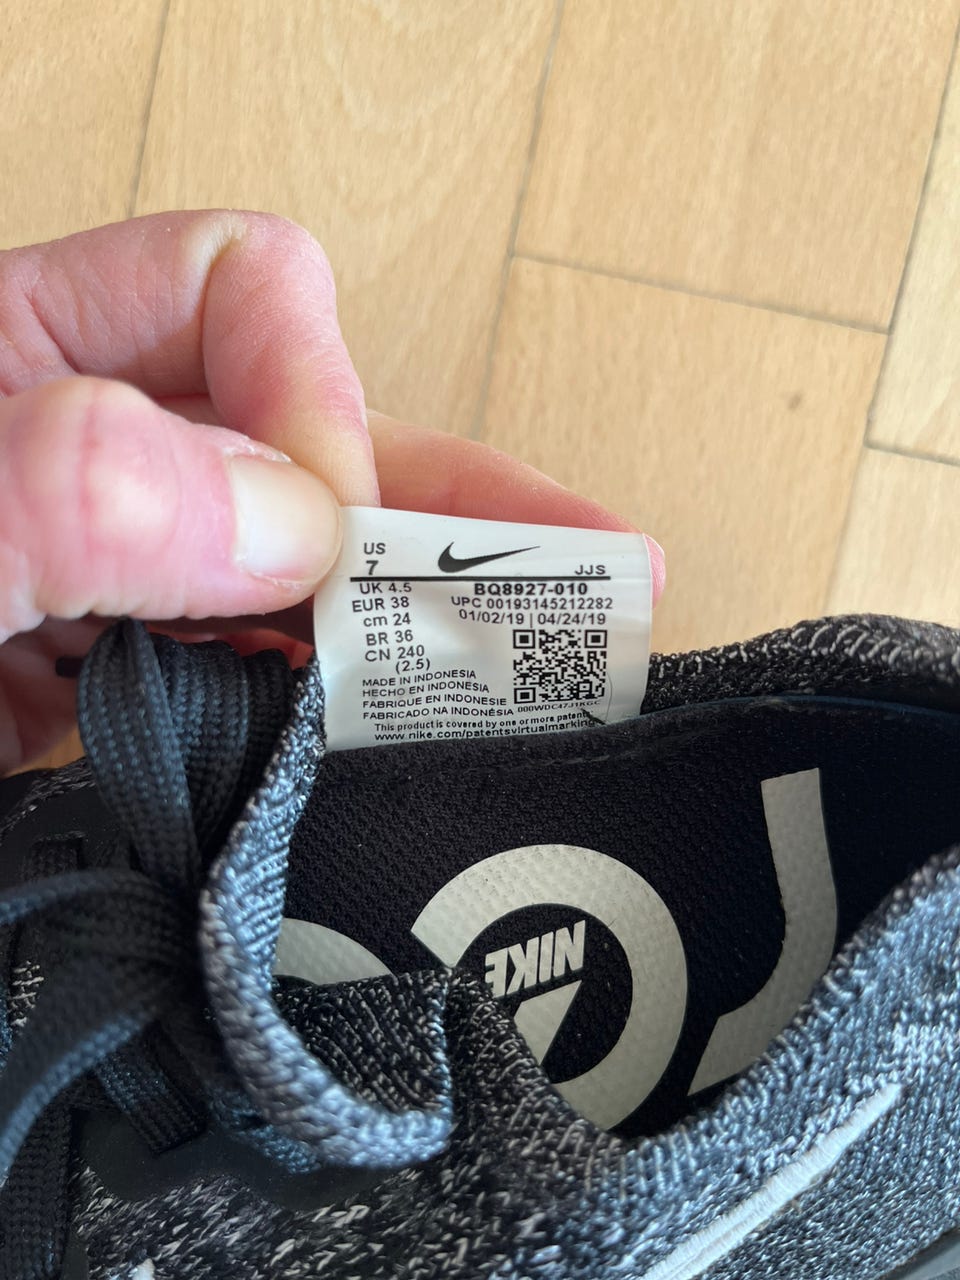 US
7
JJS
UK 4.5
EUR 38
cm 24
BR 36
CN 240
(2.5)
BQ8927-010
UPC 00193145212282
01/02/19 | 04/24/19
MADE IN INDONESIA
HECHO EN INDONESIA
FABRIQUE EN INDONESIE
FABRICADO NA INDONÉSIA
000WDC47J1KGC
This product is covered by one or more patents
www.nike.com/patentsvirtualmarking
NIKE